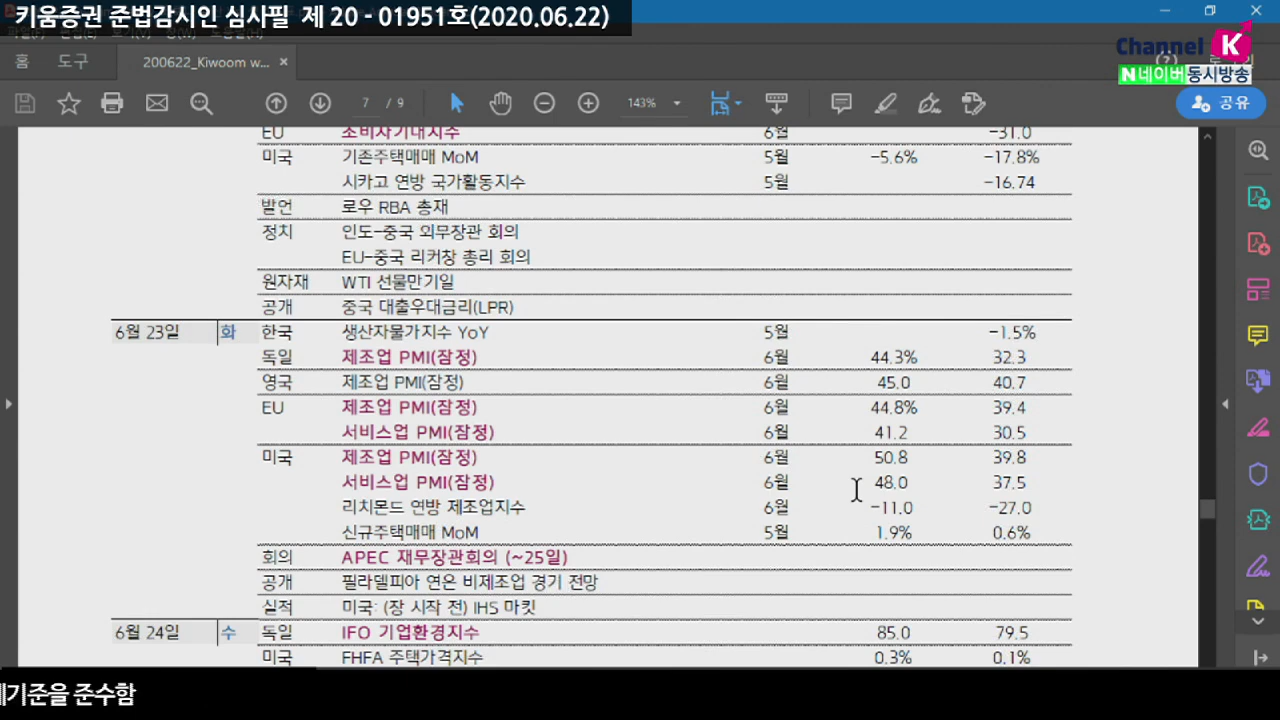 키움증권 준법감시인 심사필 제 20 - 01951호(2020.06.22)
Channel K
N 네이버 동시방송
홈 도구 200622_Kiwoom w... ×
7 / 9 143% 공유
EU 소비자기대지수 6월 -31.0
미국 기존주택매매 MoM 5월 -5.6% -17.8%
시카고 연방 국가활동지수 5월 -16.74
발언 로우 RBA 총재
정치 인도-중국 외무장관 회의
EU-중국 리커창 총리 회의
원자재 WTI 선물만기일
공개 중국 대출우대금리(LPR)
6월 23일 화 한국 생산자물가지수 YoY 5월 -1.5%
독일 제조업 PMI(잠정) 6월 44.3% 32.3
영국 제조업 PMI(잠정) 6월 45.0 40.7
EU 제조업 PMI(잠정) 6월 44.8% 39.4
서비스업 PMI(잠정) 6월 41.2 30.5
미국 제조업 PMI(잠정) 6월 50.8 39.8
서비스업 PMI(잠정) 6월 48.0 37.5
리치몬드 연방 제조업지수 6월 -11.0 -27.0
신규주택매매 MoM 5월 1.9% 0.6%
회의 APEC 재무장관회의 (~25일)
공개 필라델피아 연은 비제조업 경기 전망
실적 미국: (장 시작 전) IHS 마킷
6월 24일 수 독일 IFO 기업환경지수 85.0 79.5
미국 FHFA 주택가격지수 0.3% 0.1%
기준을 준수함